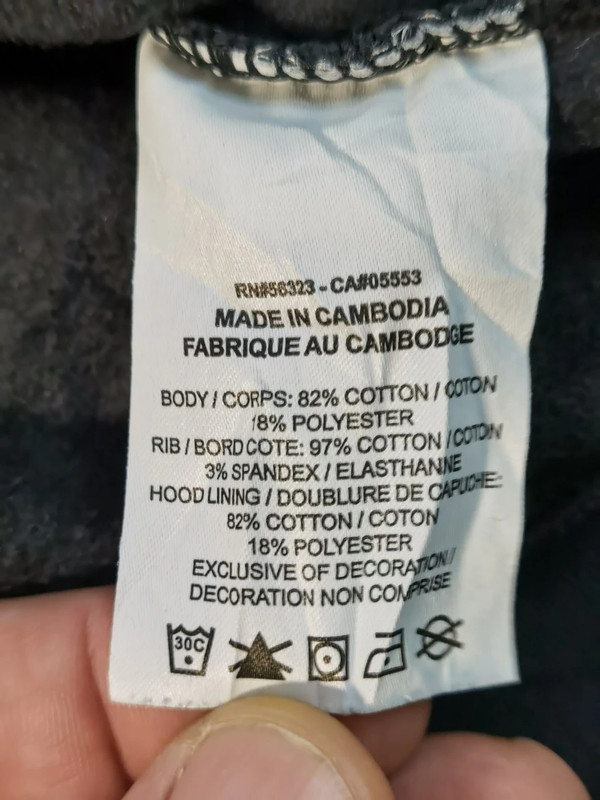 RN#56323 - CA#05553
MADE IN CAMBODIA
FABRIQUE AU CAMBODGE
BODY / CORPS: 82% COTTON / COTON
18% POLYESTER
RIB / BORD COTE: 97% COTTON / COTON
3% SPANDEX / ELASTHANNE
HOOD LINING / DOUBLURE DE CAPUCHE:
82% COTTON / COTON
18% POLYESTER
EXCLUSIVE OF DECORATION /
DECORATION NON COMPRISE
30C